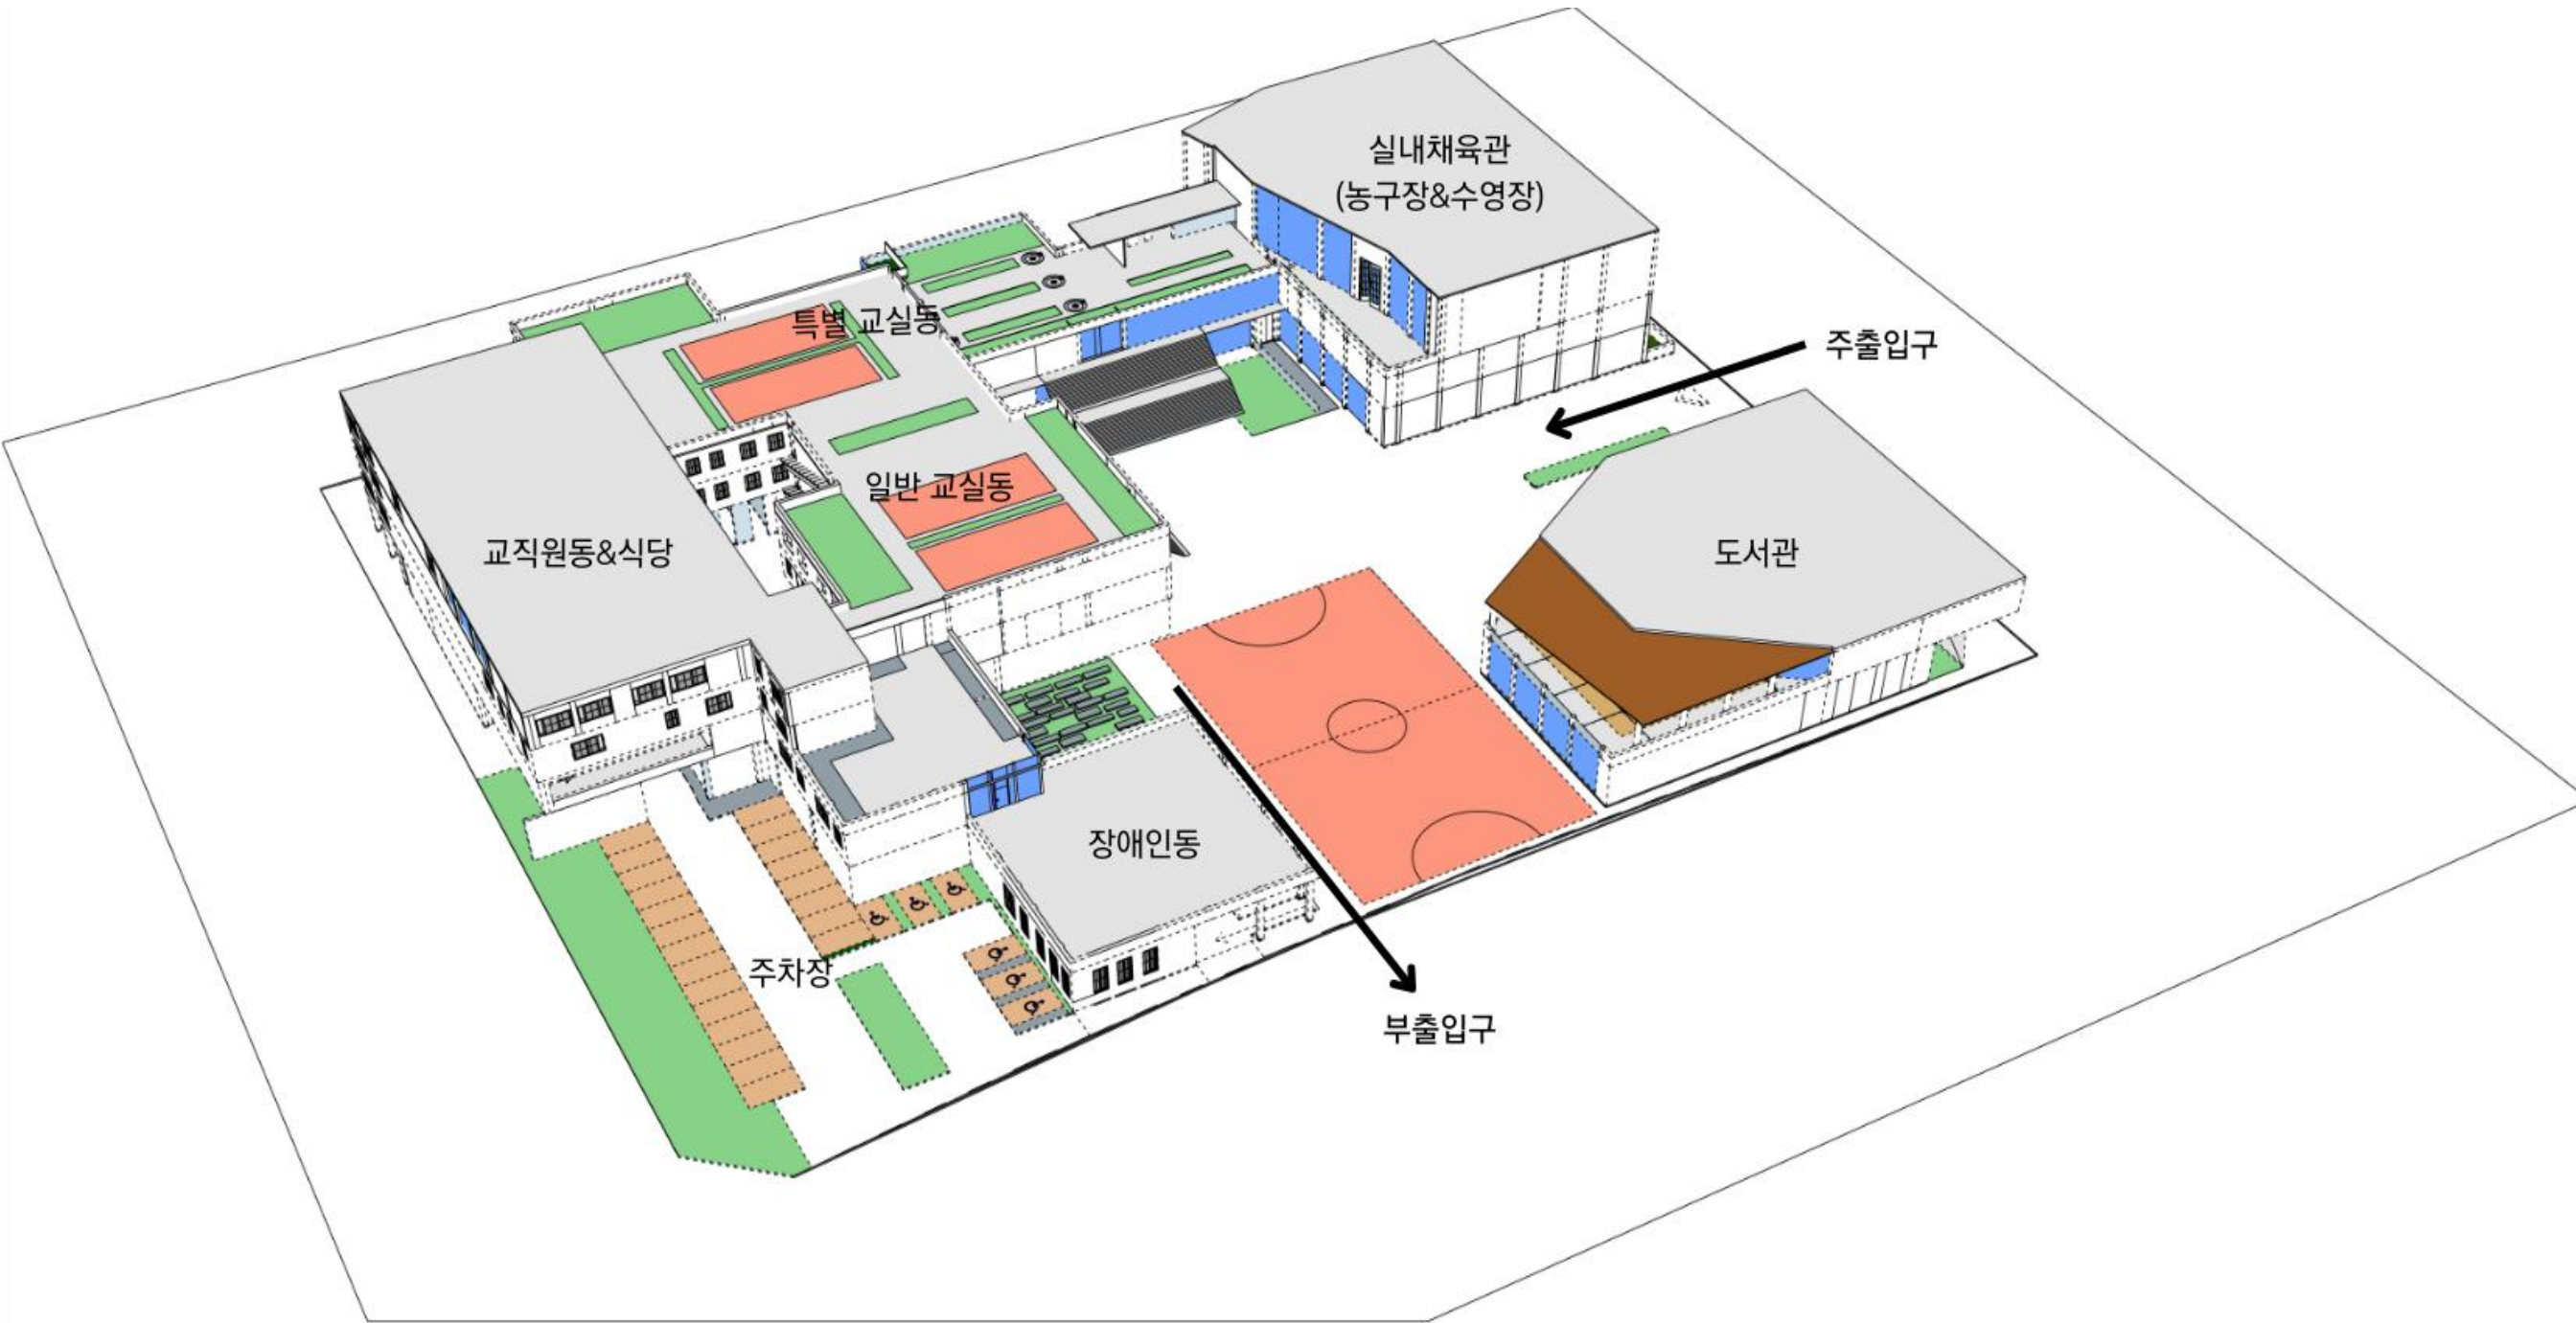 실내채육관
(농구장&수영장)
특별 교실동
주출입구
일반 교실동
교직원동&식당
도서관
장애인동
주차장
부출입구